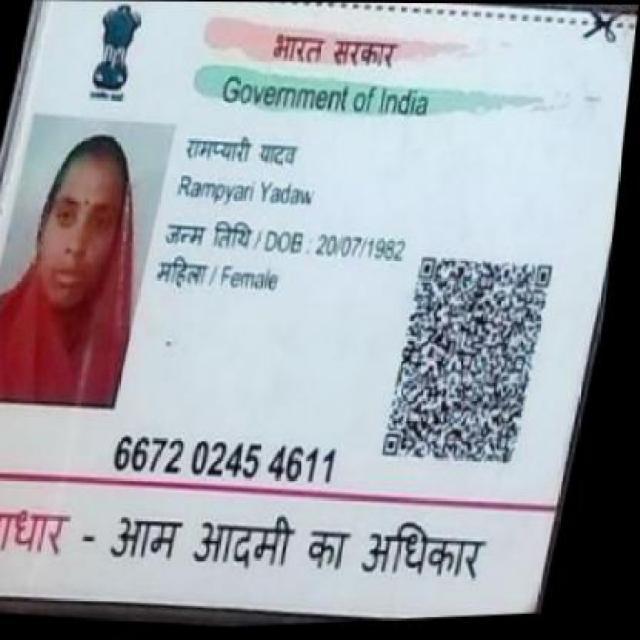 भारत सरकार
Government of India
रामप्यारी यादव
Rampyari Yadaw
जन्म तिथि / DOB : 20/07/1982
महिला / Female
6672 0245 4611
ाधार - आम आदमी का अधिकार